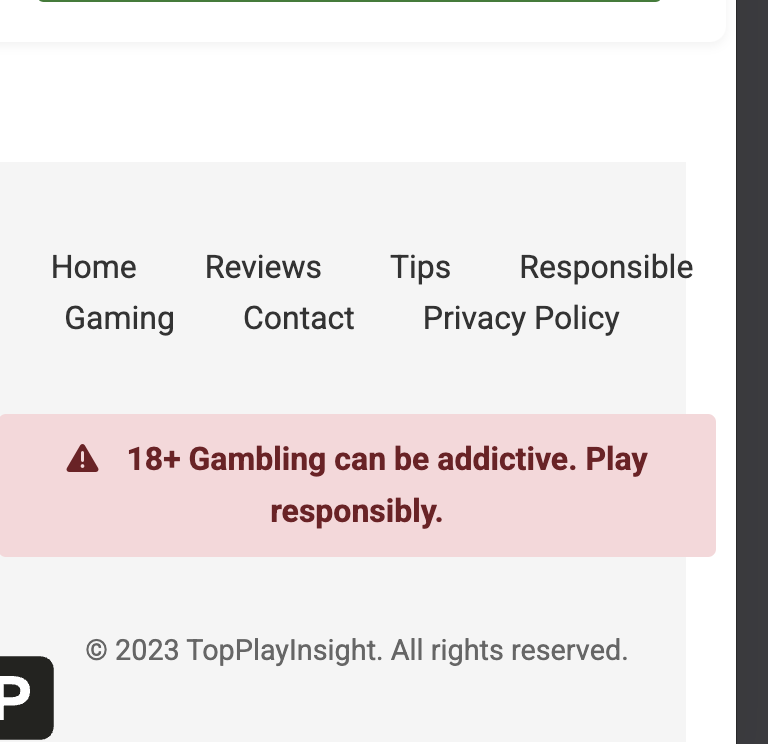 Home Reviews Tips Responsible
Gaming Contact Privacy Policy
18+ Gambling can be addictive. Play
responsibly.
© 2023 TopPlayInsight. All rights reserved.
P